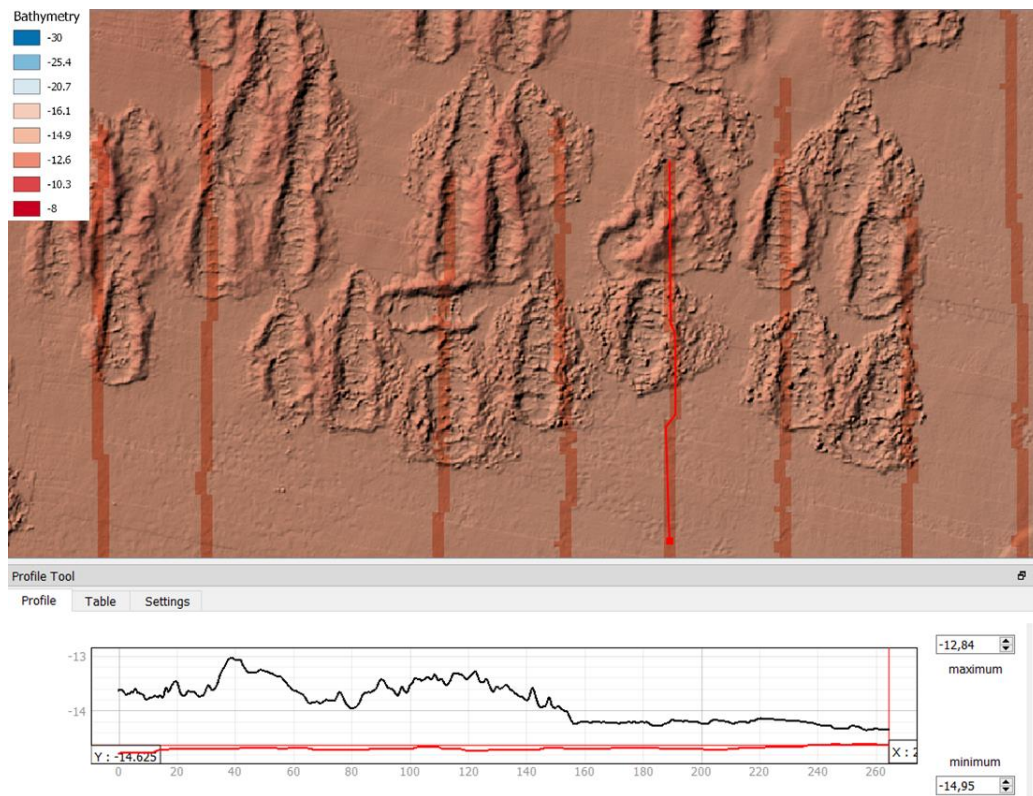 Bathymetry
-30
-25.4
-20.7
-16.1
-14.9
-12.6
-10.3
-8
Profile Tool
Profile Table Settings
-13
-14
Y : -14.625
X : 2
0 20 40 60 80 100 120 140 160 180 200 220 240 260
-12,84
maximum
minimum
-14,95